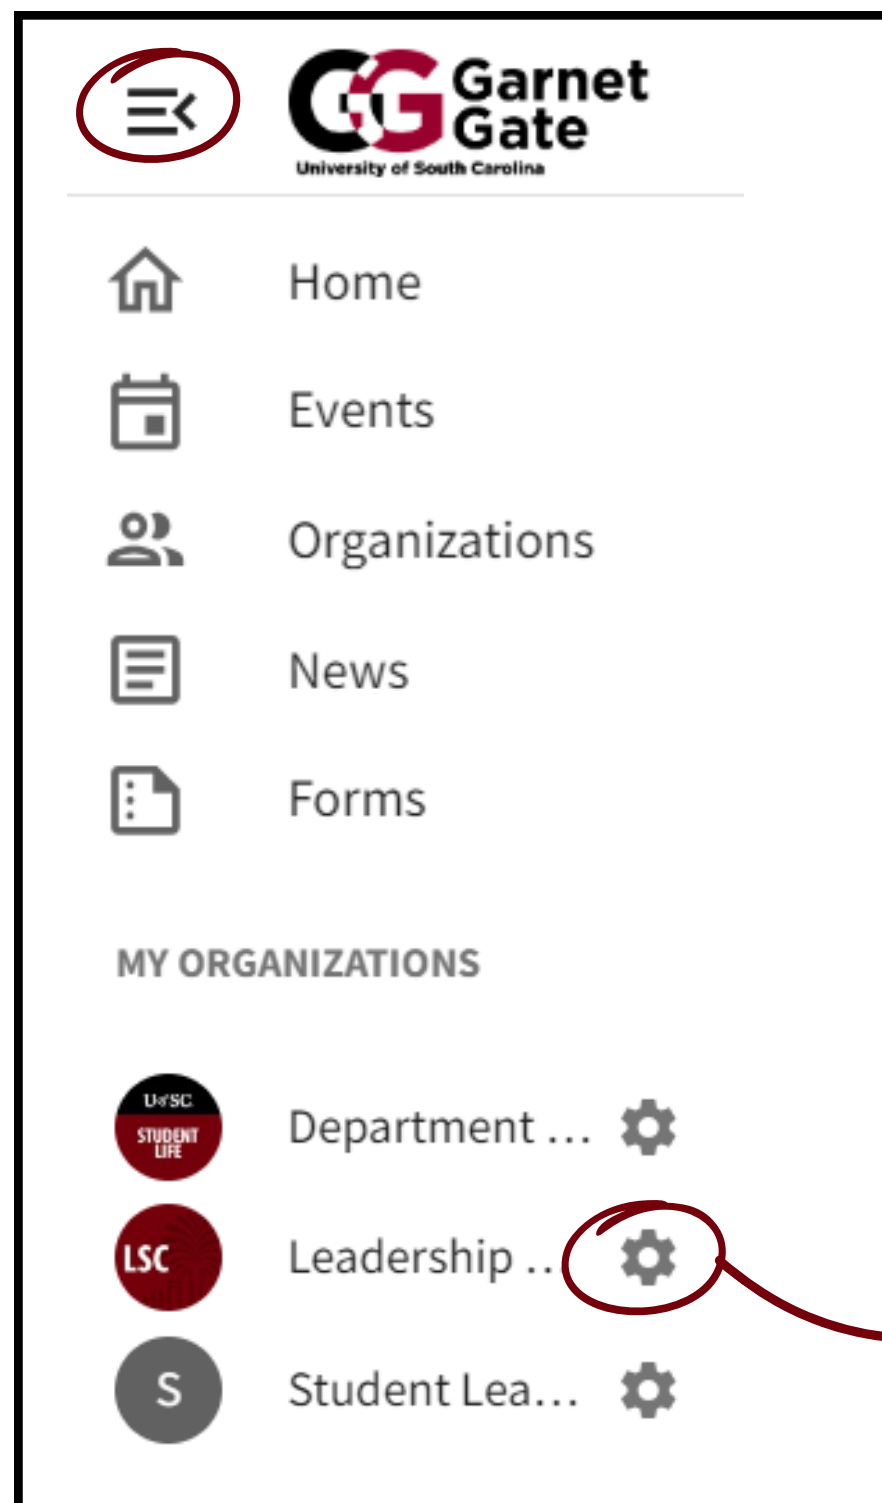 Garnet
Gate
University of South Carolina
Home
Events
Organizations
News
Forms
MY ORGANIZATIONS
UofSC
STUDENT
LIFE
Department ...
LSC
Leadership ...
S
Student Lea...